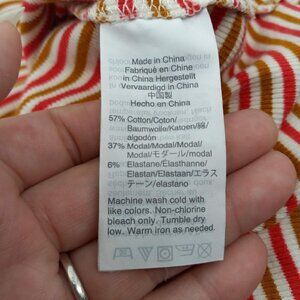 Made in China
Fabriqué en Chine
in China Hergestellt
Vervaardigd in China
中国製
Hecho en China
57% Cotton/Coton/
Baumwolle/Katoen/綿/
algodón
37% Modal/Modal/Modal/
Modal/モダール/modal
6% Elastane/Élasthanne/
Elastan/Elastaan/エラス
テーン/elastano
Machine wash cold with
like colors. Non-chlorine
bleach only. Tumble dry
low. Warm iron as needed.